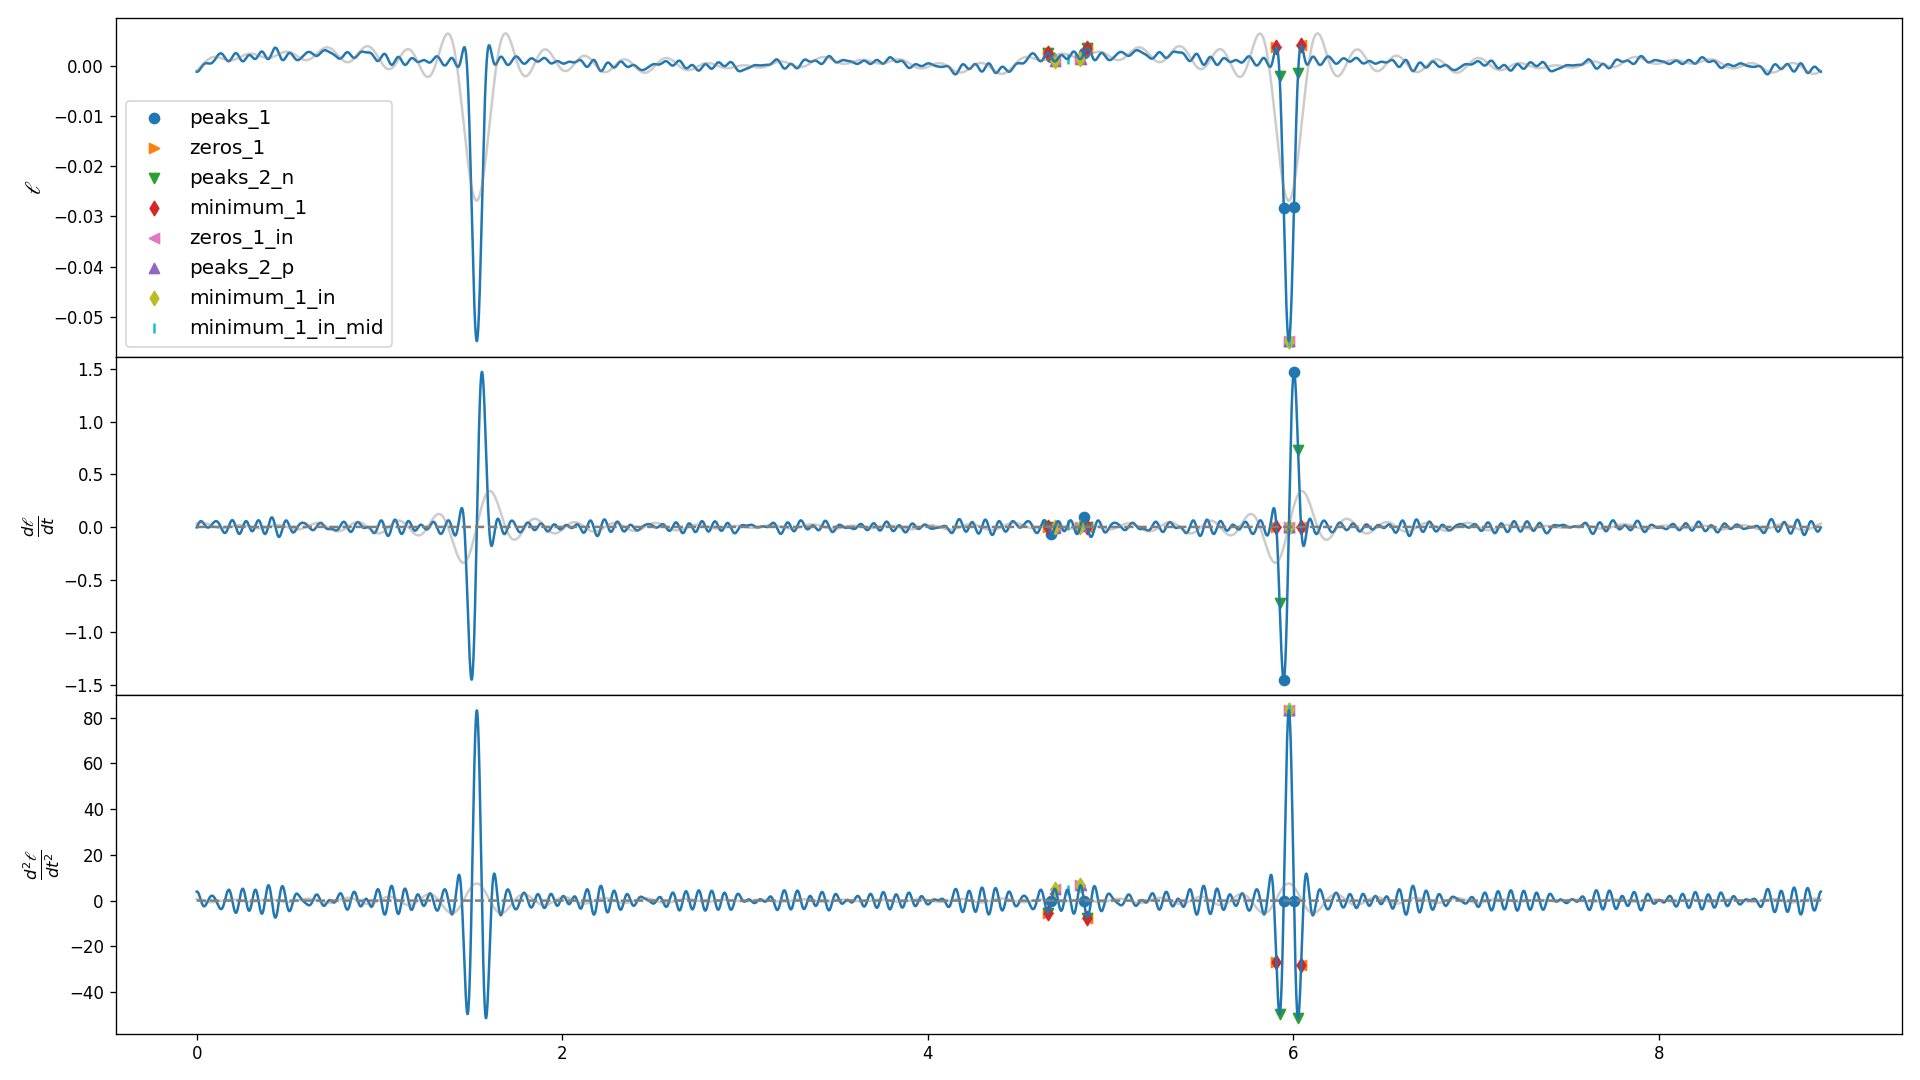 0.00
−0.01
−0.02
−0.03
−0.04
−0.05
ℓ
peaks_1
zeros_1
peaks_2_n
minimum_1
zeros_1_in
peaks_2_p
minimum_1_in
minimum_1_in_mid
1.5
1.0
0.5
0.0
−0.5
−1.0
−1.5
dℓ
dt
80
60
40
20
0
−20
−40
d²ℓ
dt²
0 2 4 6 8